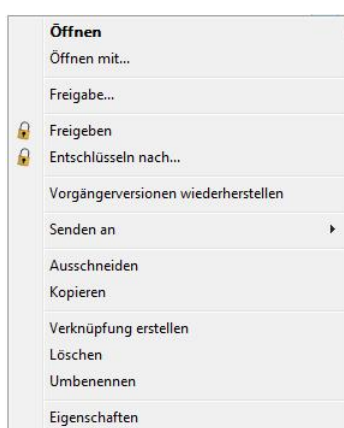 Öffnen
Öffnen mit...
Freigabe...
Freigeben
Entschlüsseln nach...
Vorgängerversionen wiederherstellen
Senden an
Ausschneiden
Kopieren
Verknüpfung erstellen
Löschen
Umbenennen
Eigenschaften